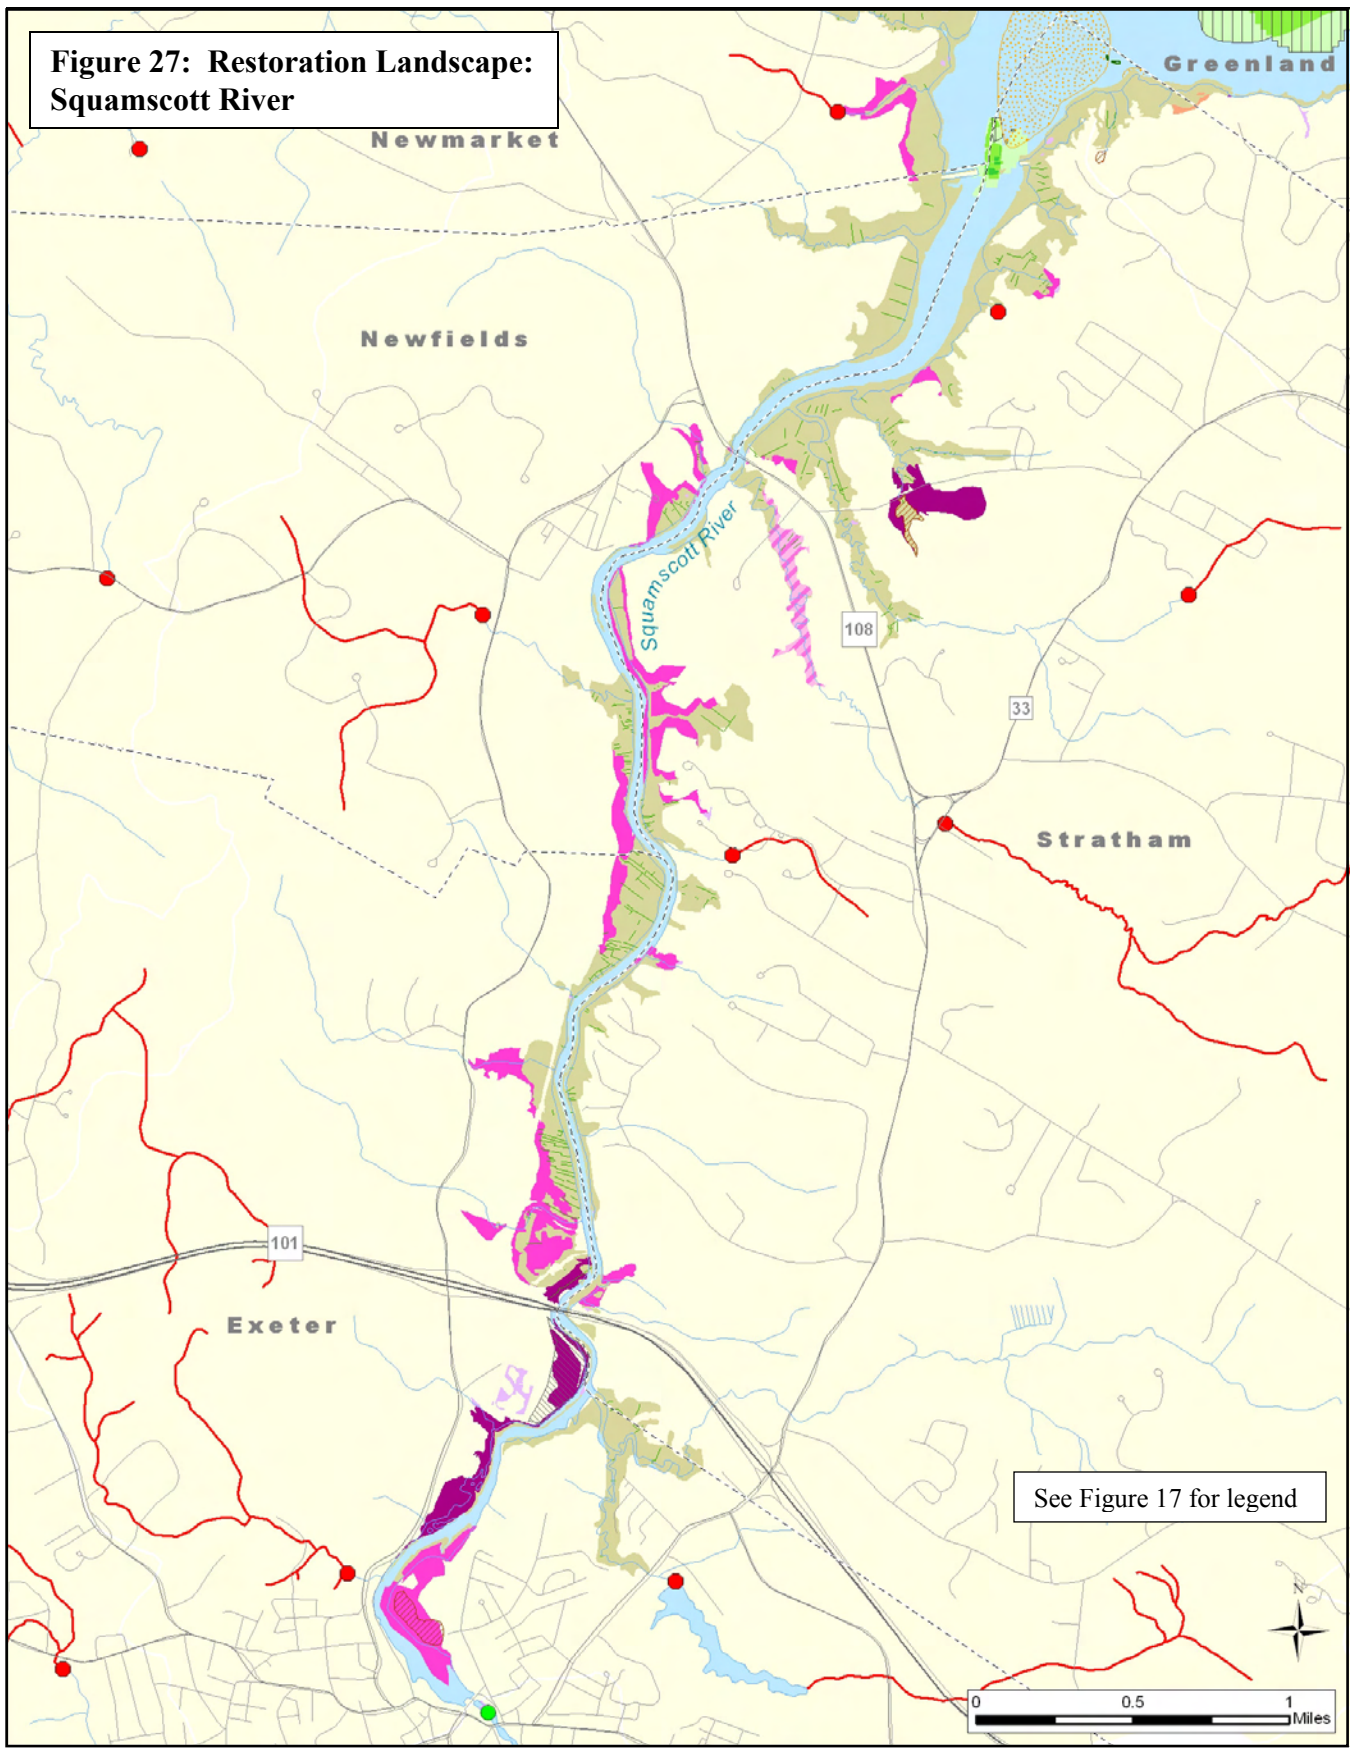 Figure 27:  Restoration Landscape:
Squamscott River
Greenland
Newmarket
Newfields
Squamscott River
108
33
Stratham
101
Exeter
See Figure 17 for legend
N
0 0.5 1
Miles